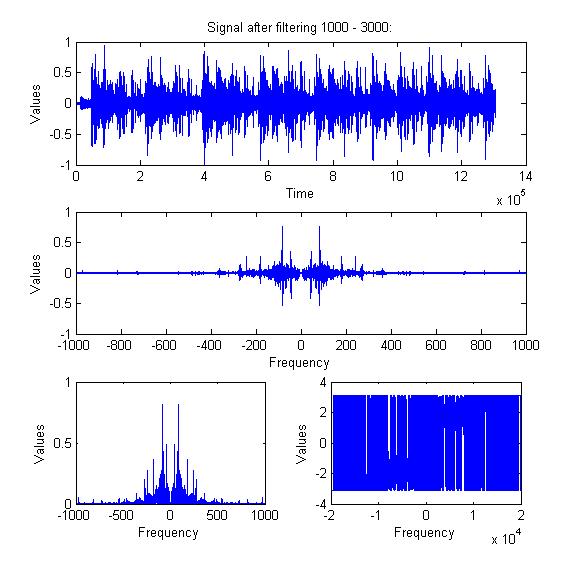 Signal after filtering 1000 - 3000:
1
0.5
0
-0.5
-1
Values
0 2 4 6 8 10 12 14
Time
x 10^5
1
0.5
0
-0.5
-1
Values
-1000 -800 -600 -400 -200 0 200 400 600 800 1000
Frequency
1
0.5
0
Values
-1000 -500 0 500 1000
Frequency
4
2
0
-2
-4
Values
-2 -1 0 1 2
Frequency
x 10^4